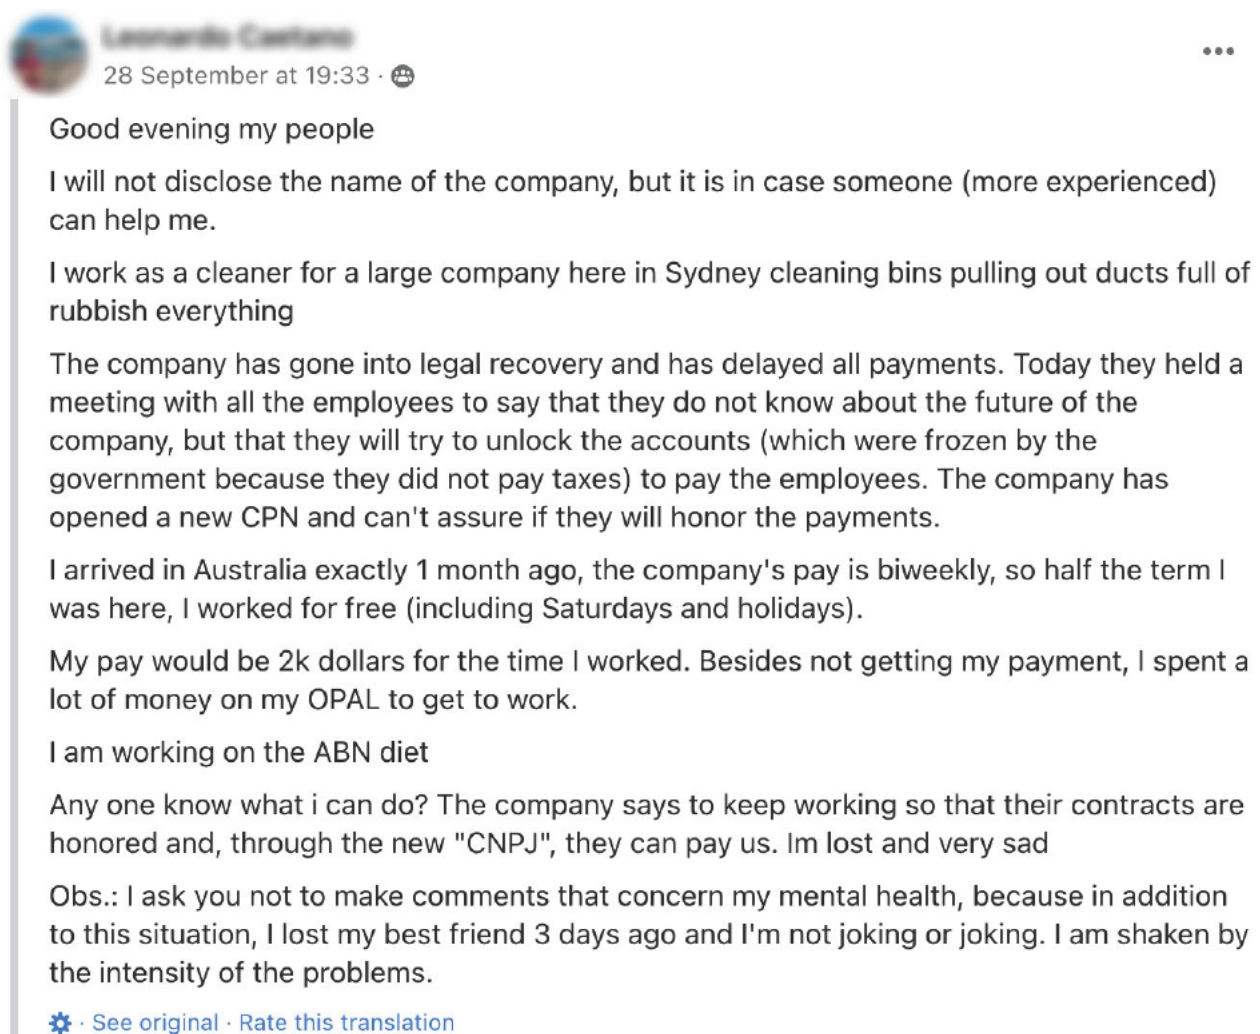 28 September at 19:33 ·
Good evening my people
I will not disclose the name of the company, but it is in case someone (more experienced)
can help me.
I work as a cleaner for a large company here in Sydney cleaning bins pulling out ducts full of
rubbish everything
The company has gone into legal recovery and has delayed all payments. Today they held a
meeting with all the employees to say that they do not know about the future of the
company, but that they will try to unlock the accounts (which were frozen by the
government because they did not pay taxes) to pay the employees. The company has
opened a new CPN and can't assure if they will honor the payments.
I arrived in Australia exactly 1 month ago, the company's pay is biweekly, so half the term I
was here, I worked for free (including Saturdays and holidays).
My pay would be 2k dollars for the time I worked. Besides not getting my payment, I spent a
lot of money on my OPAL to get to work.
I am working on the ABN diet
Any one know what i can do? The company says to keep working so that their contracts are
honored and, through the new "CNPJ", they can pay us. Im lost and very sad
Obs.: I ask you not to make comments that concern my mental health, because in addition
to this situation, I lost my best friend 3 days ago and I'm not joking or joking. I am shaken by
the intensity of the problems.
· See original · Rate this translation